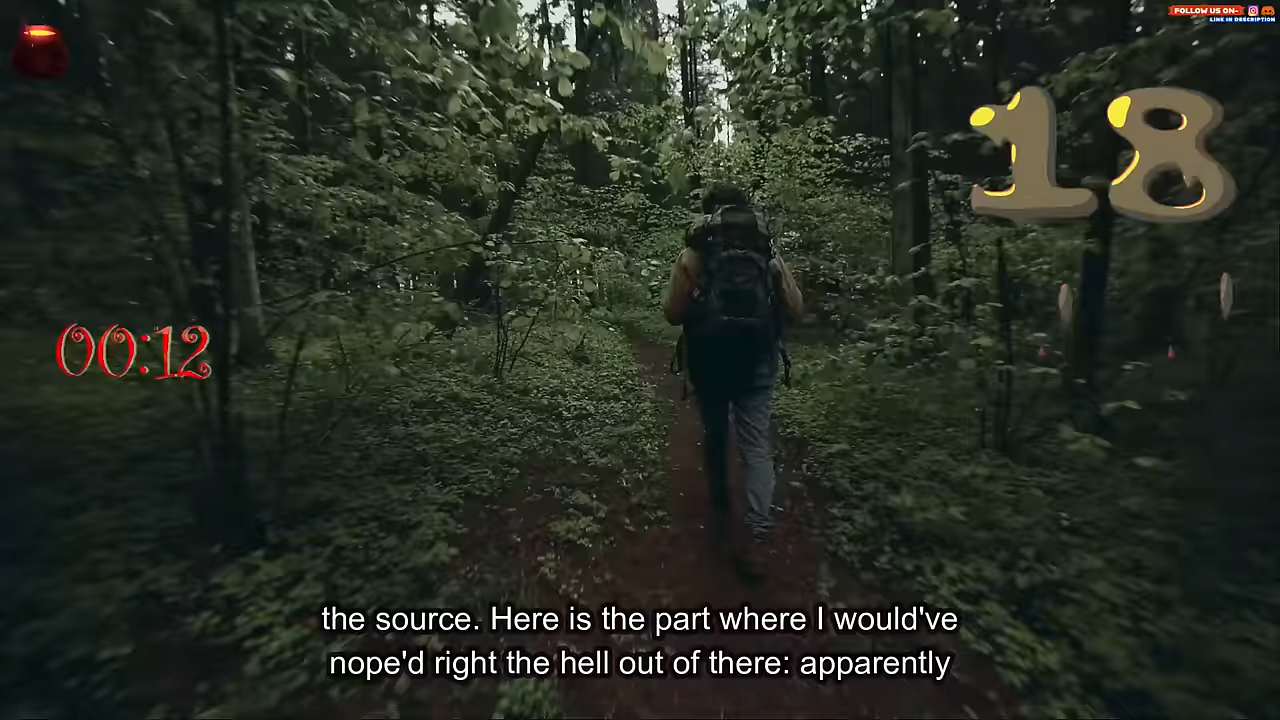 FOLLOW US ON-
LINK IN DESCRIPTION
18
00:12
the source. Here is the part where I would've
nope'd right the hell out of there: apparently